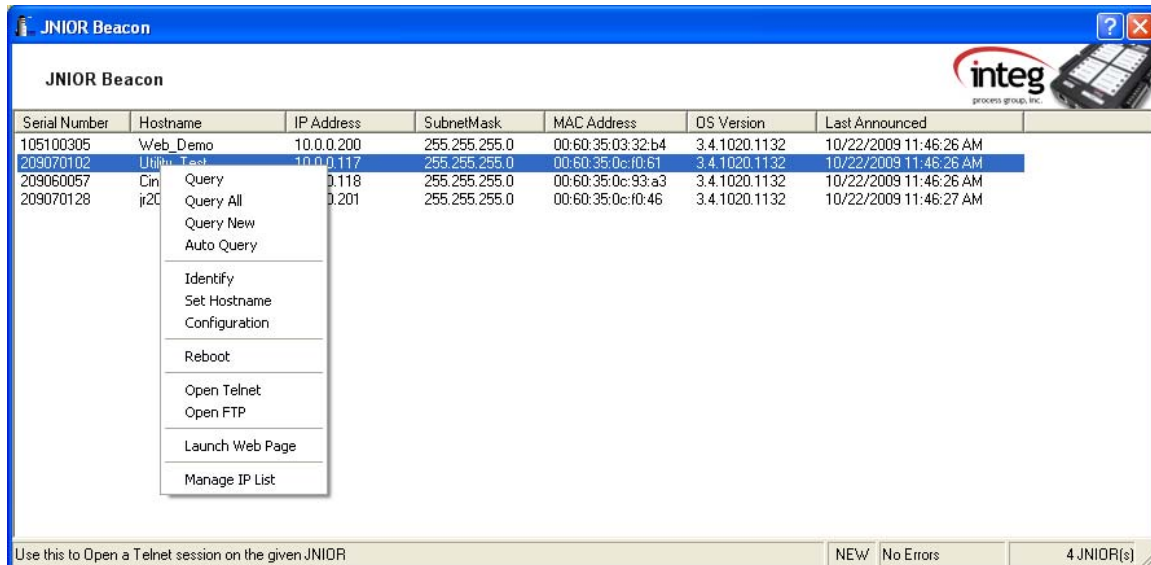 JNIOR Beacon
JNIOR Beacon
integ
process group, inc.
Serial Number Hostname IP Address SubnetMask MAC Address OS Version Last Announced
105100305 Web_Demo 10.0.0.200 255.255.255.0 00:60:35:03:32:b4 3.4.1020.1132 10/22/2009 11:46:26 AM
209070102 Utility_Test 10.0.0.117 255.255.255.0 00:60:35:0c:f0:61 3.4.1020.1132 10/22/2009 11:46:26 AM
209060057 Cin 0.118 255.255.255.0 00:60:35:0c:93:a3 3.4.1020.1132 10/22/2009 11:46:26 AM
209070128 jr20 0.201 255.255.255.0 00:60:35:0c:f0:46 3.4.1020.1132 10/22/2009 11:46:27 AM
Query
Query All
Query New
Auto Query
Identify
Set Hostname
Configuration
Reboot
Open Telnet
Open FTP
Launch Web Page
Manage IP List
Use this to Open a Telnet session on the given JNIOR NEW No Errors 4 JNIOR(s)